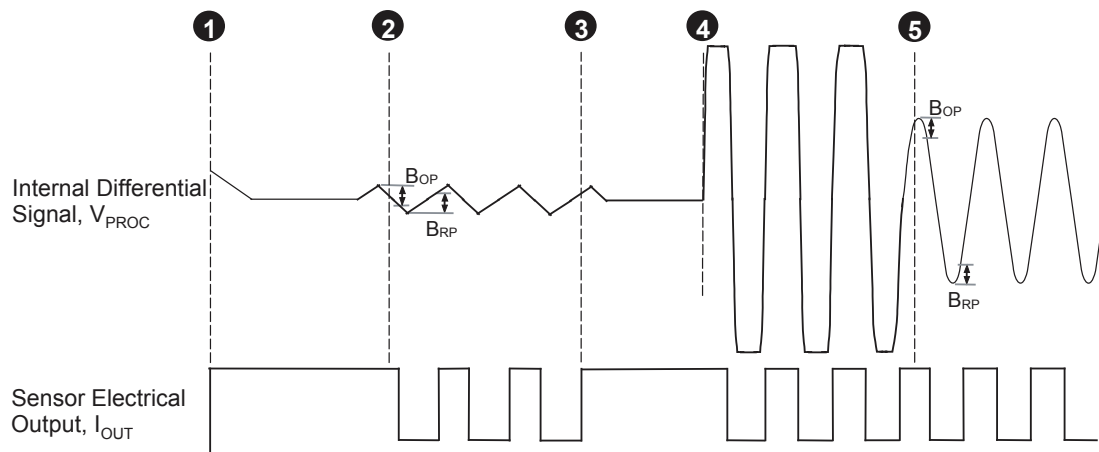 1
2
3
4
5
Internal Differential
Signal, VPROC
BOP
BRP
BOP
BRP
Sensor Electrical
Output, IOUT